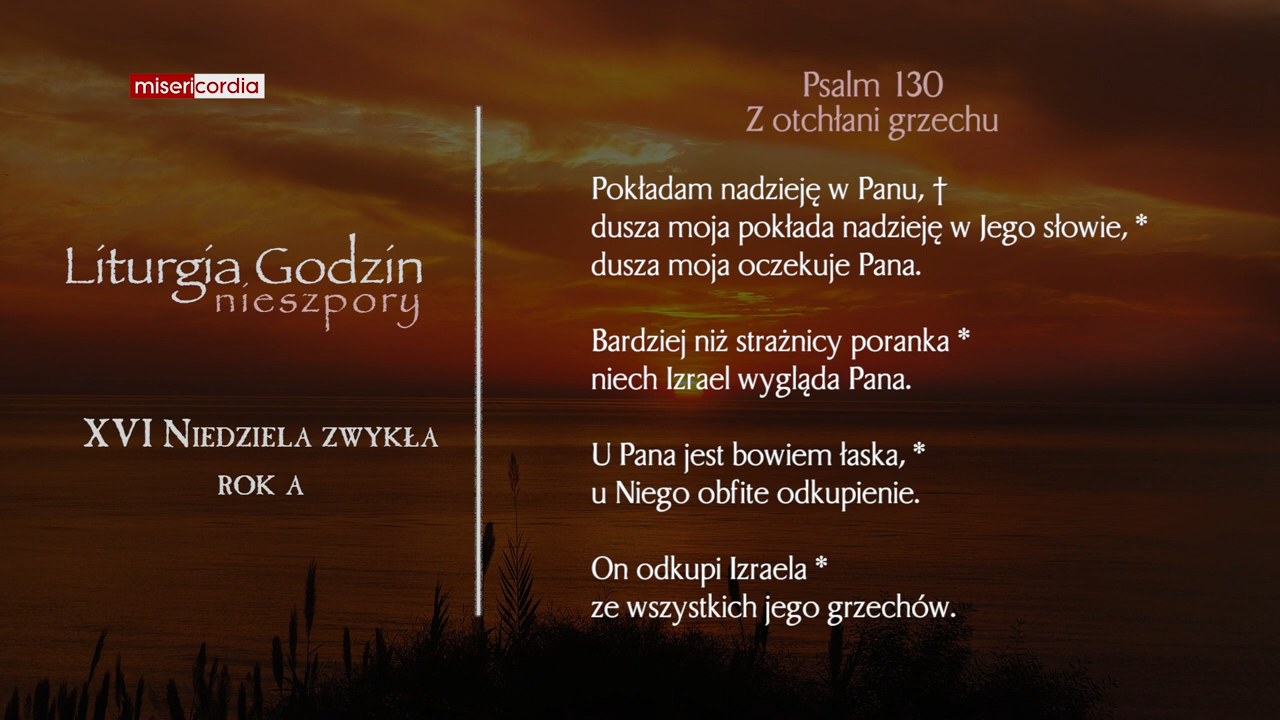 misericordia
Liturgia Godzin
nieszpory
XVI Niedziela zwykła
rok a
Psalm 130
Z otchłani grzechu
Pokładam nadzieję w Panu, †
dusza moja pokłada nadzieję w Jego słowie, *
dusza moja oczekuje Pana.
Bardziej niż strażnicy poranka *
niech Izrael wygląda Pana.
U Pana jest bowiem łaska, *
u Niego obfite odkupienie.
On odkupi Izraela *
ze wszystkich jego grzechów.